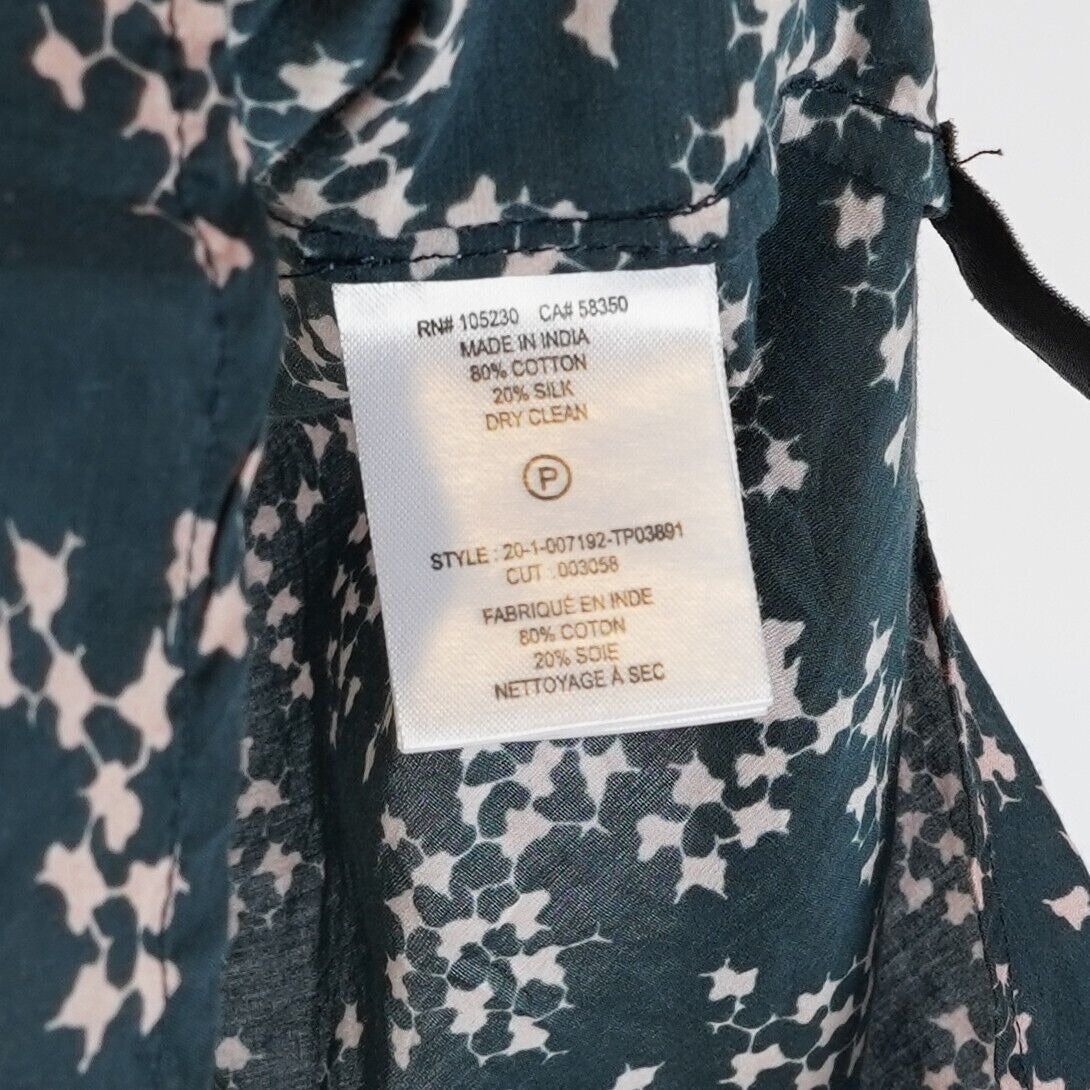 RN# 105230 CA# 58350
MADE IN INDIA
80% COTTON
20% SILK
DRY CLEAN
P
STYLE : 20-1-007192-TP03891
CUT : 003058
FABRIQUÉ EN INDE
80% COTON
20% SOIE
NETTOYAGE À SEC